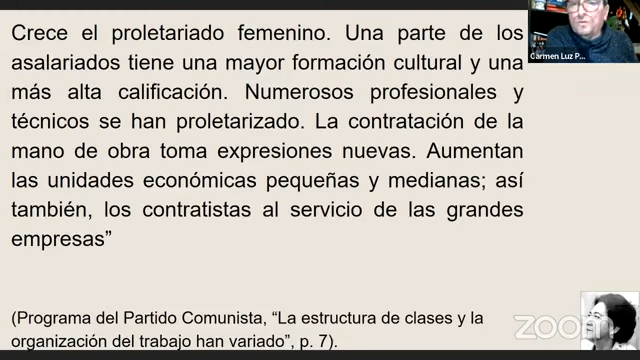 Crece el proletariado femenino. Una parte de los
asalariados tiene una mayor formación cultural y una
más alta calificación. Numerosos profesionales y
técnicos se han proletarizado. La contratación de la
mano de obra toma expresiones nuevas. Aumentan
las unidades económicas pequeñas y medianas; así
también, los contratistas al servicio de las grandes
empresas”
(Programa del Partido Comunista, “La estructura de clases y la
organización del trabajo han variado”, p. 7).
Carmen Luz P...
zoom